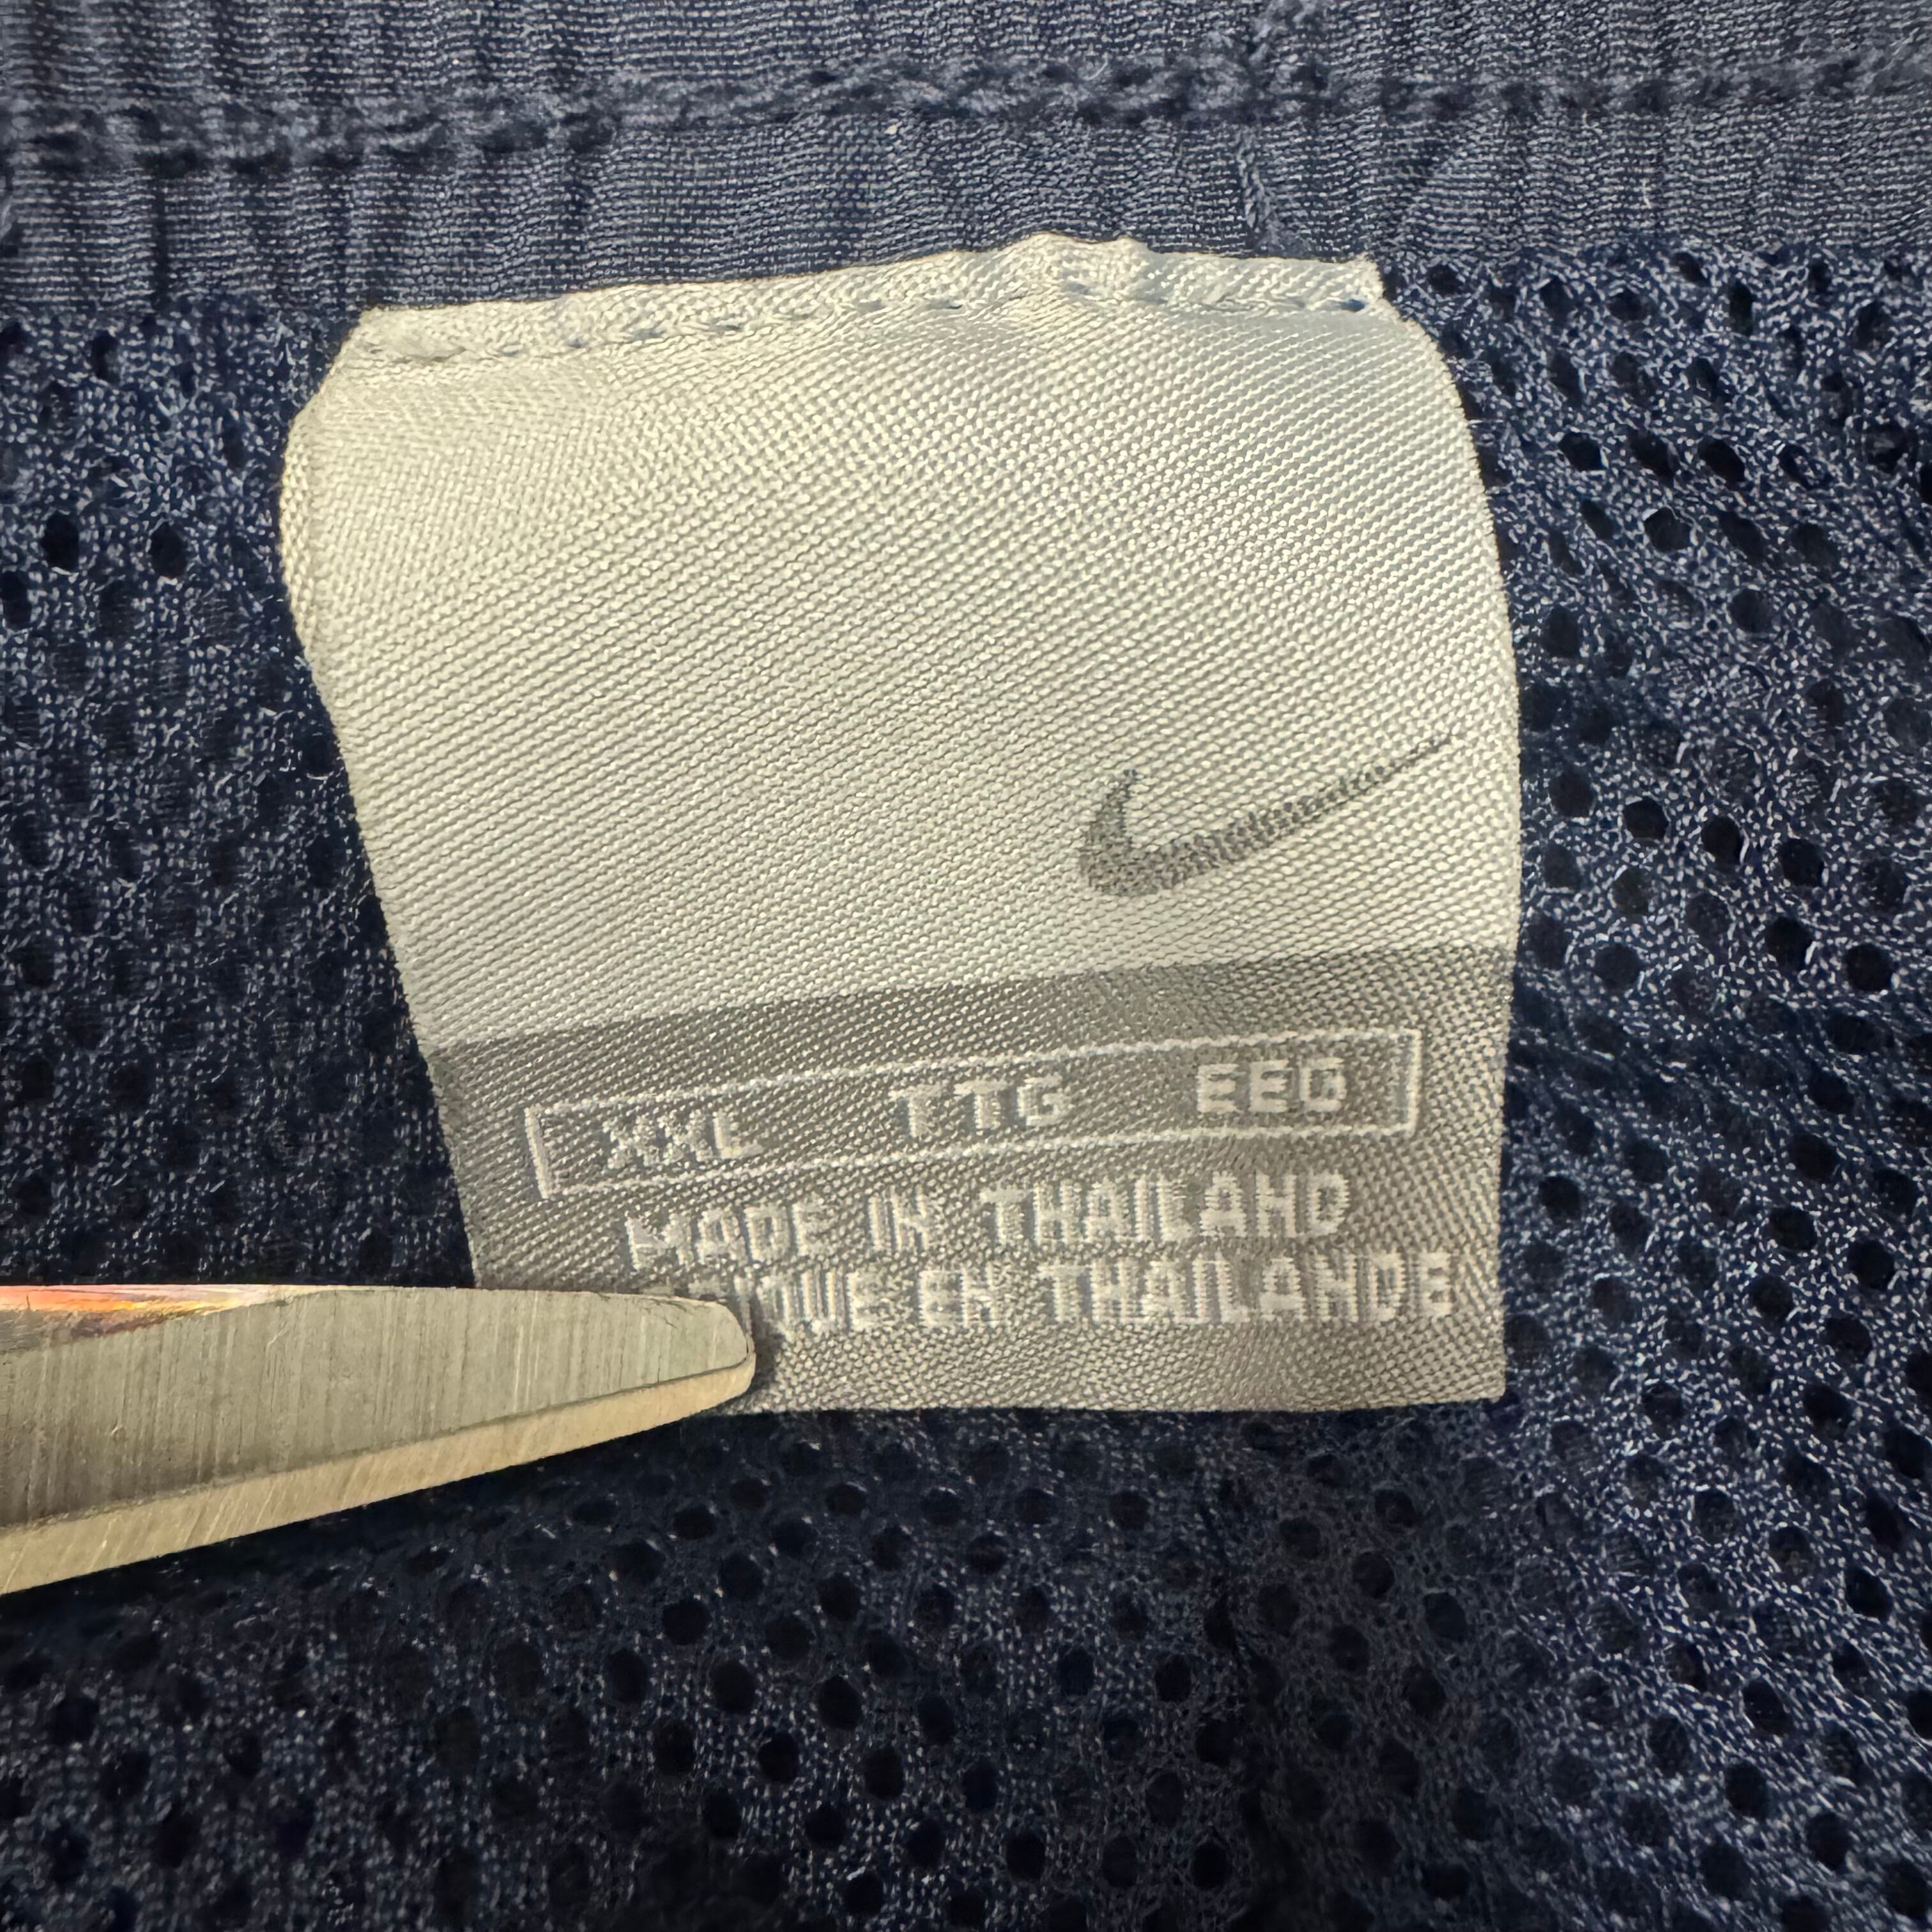 XXL TTG EEG
MADE IN THAILAND
EN THAILANDE